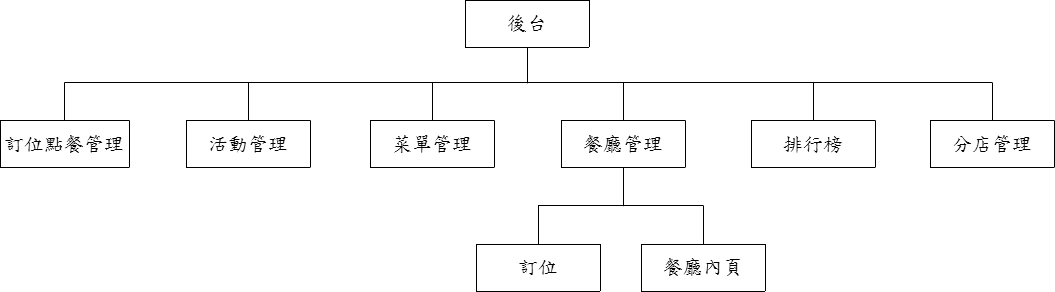 後台
訂位點餐管理
活動管理
菜單管理
餐廳管理
排行榜
分店管理
訂位
餐廳內頁